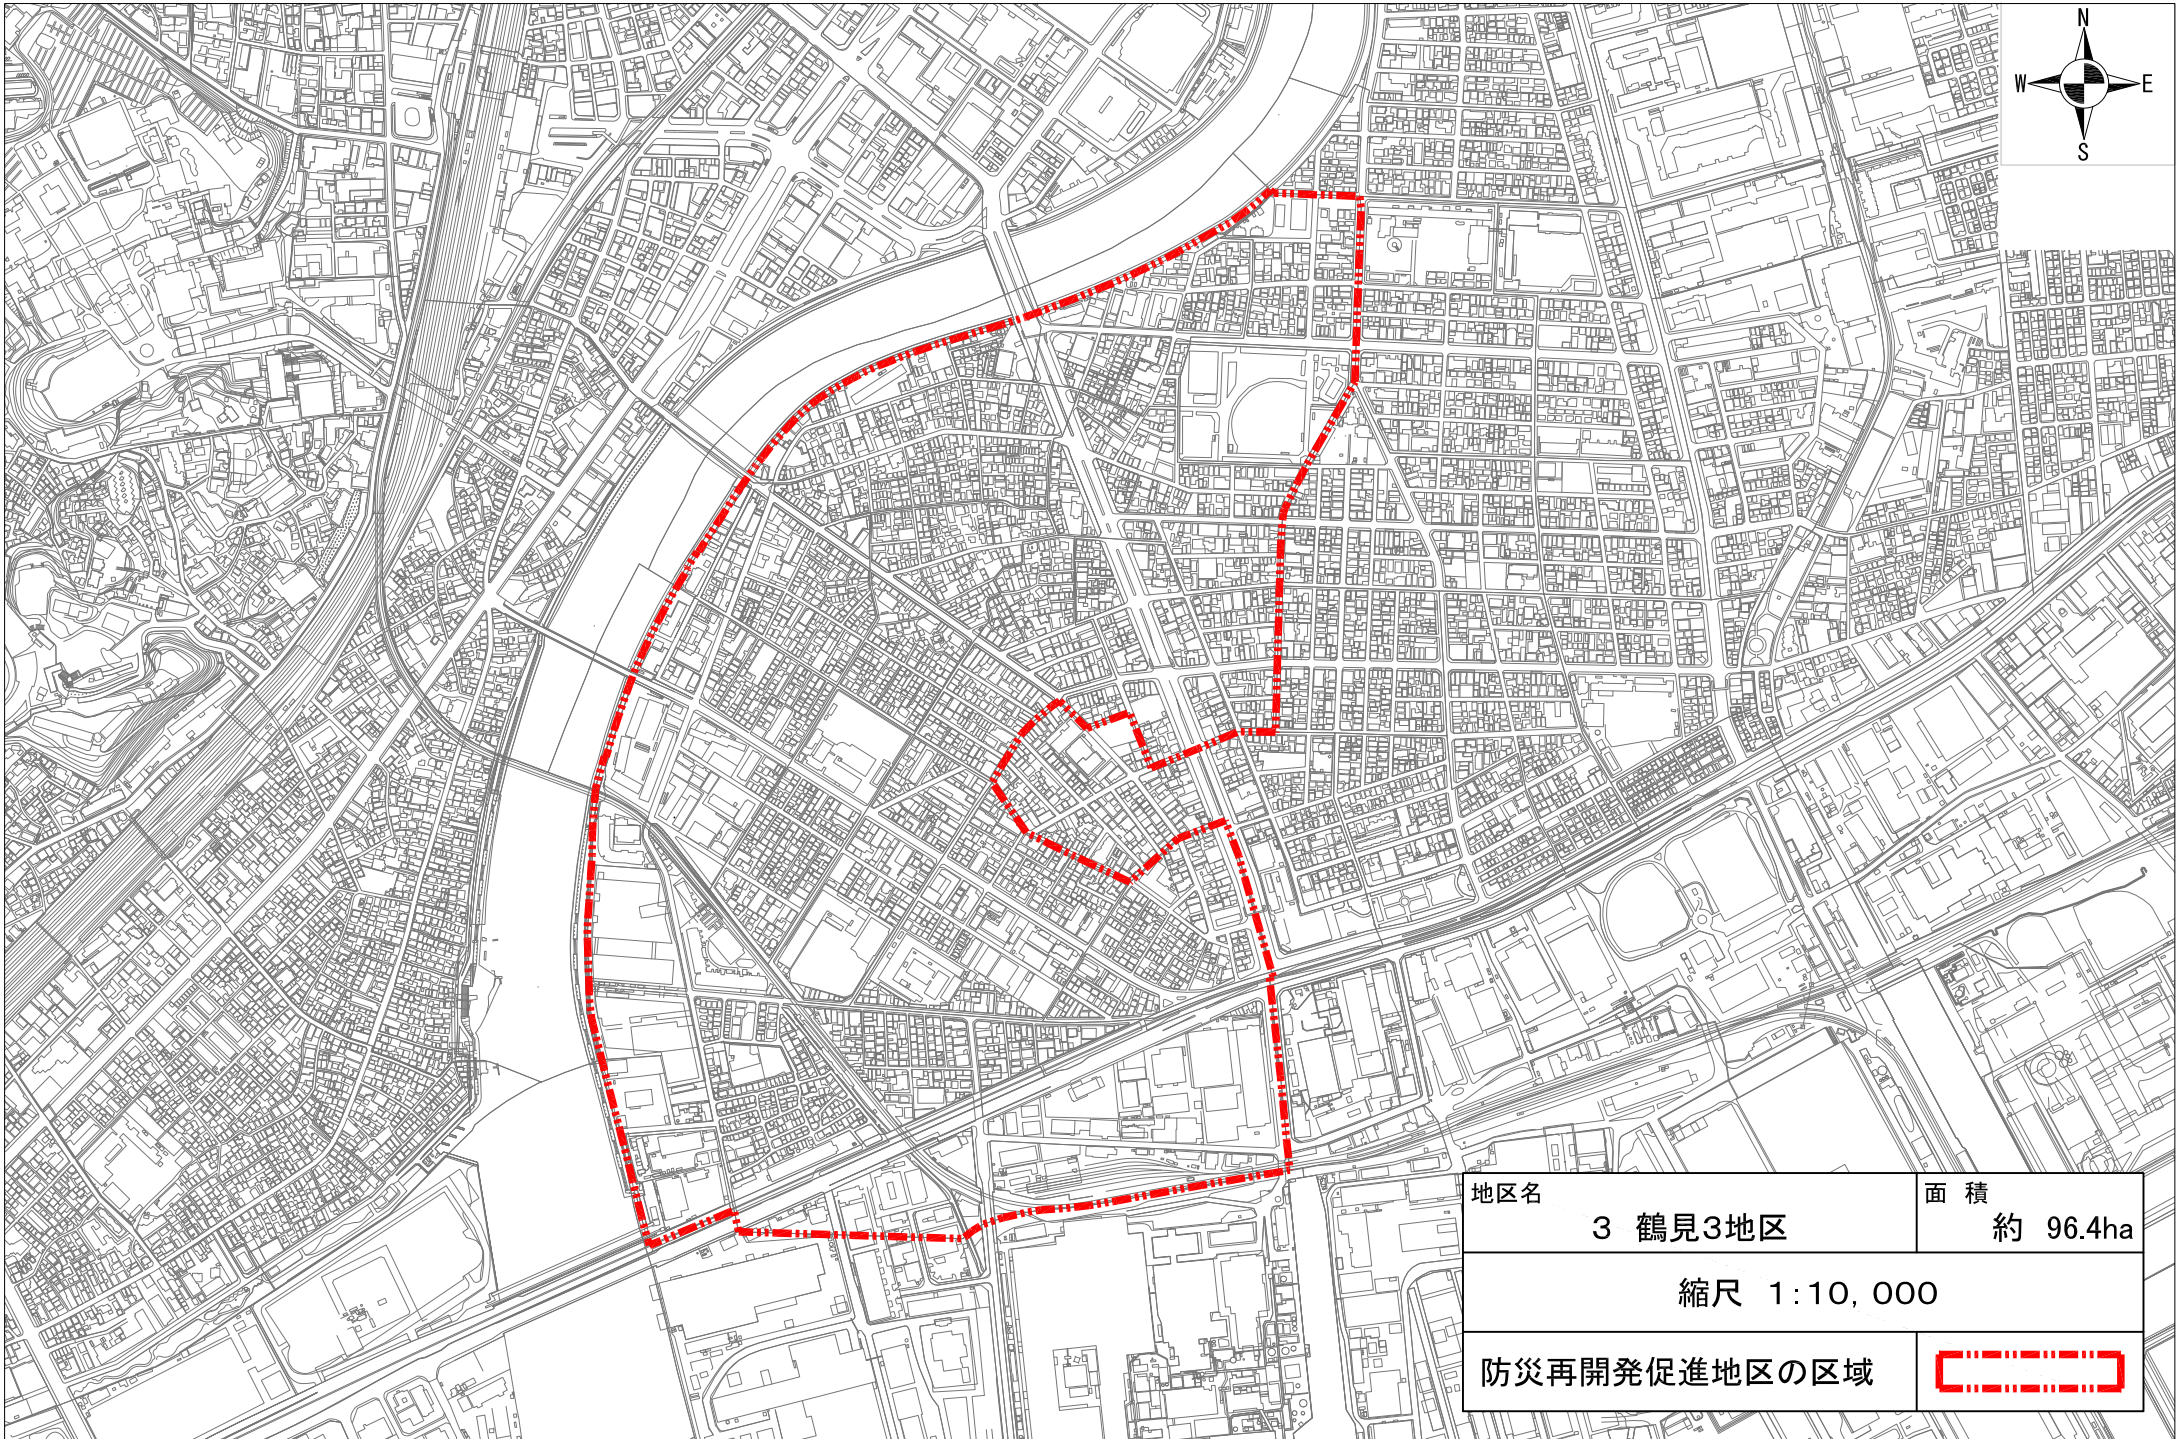 N
W E
S
地区名
3 鶴見3地区
面 積
約 96.4ha
縮尺 1:10,000
防災再開発促進地区の区域